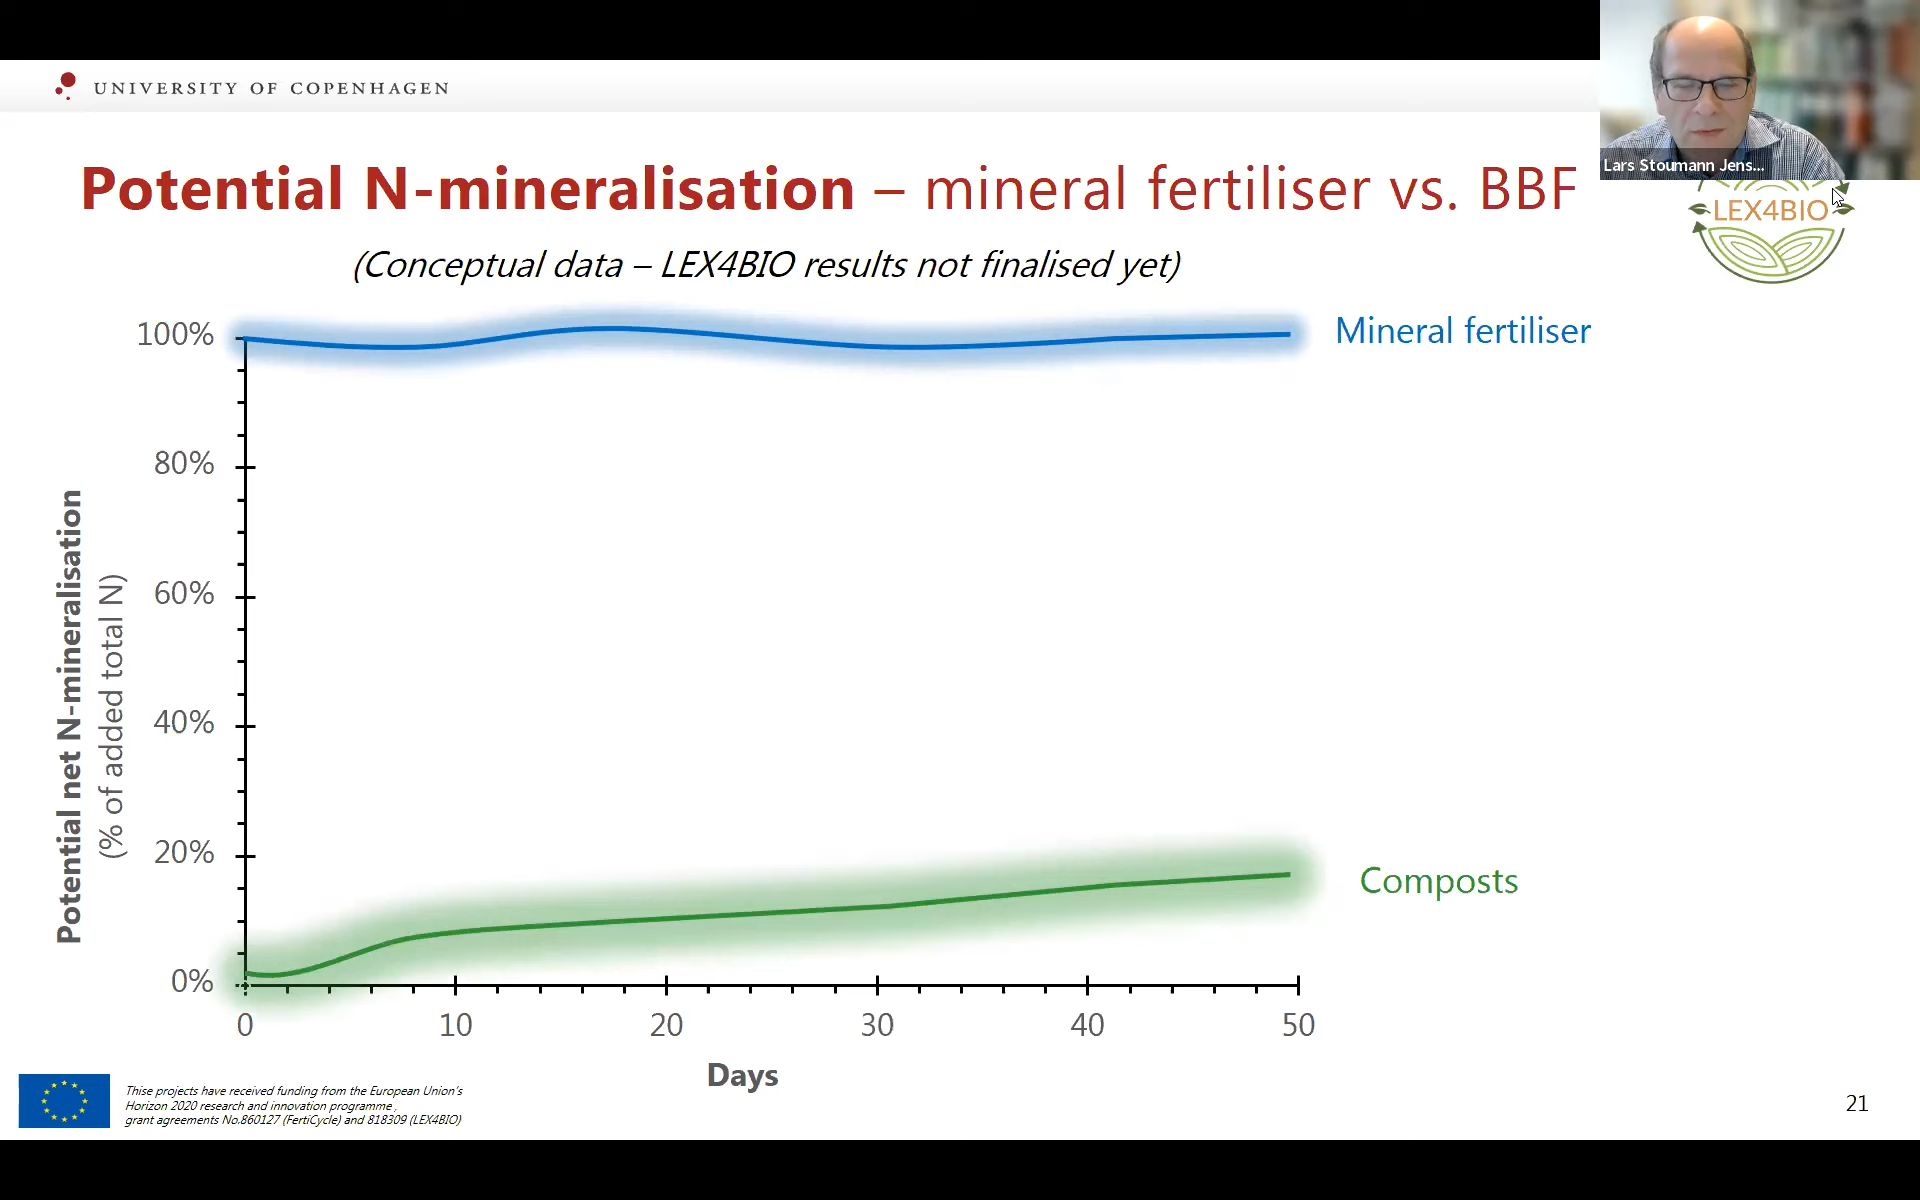 UNIVERSITY OF COPENHAGEN
Lars Stoumann Jens...
Potential N-mineralisation – mineral fertiliser vs. BBF
LEX4BIO
(Conceptual data – LEX4BIO results not finalised yet)
100%
Mineral fertiliser
80%
60%
40%
20%
0%
Potential net N-mineralisation
(% of added total N)
Composts
0 10 20 30 40 50
Days
Thise projects have received funding from the European Union's
Horizon 2020 research and innovation programme ,
grant agreements No.860127 (FertiCycle) and 818309 (LEX4BIO)
21